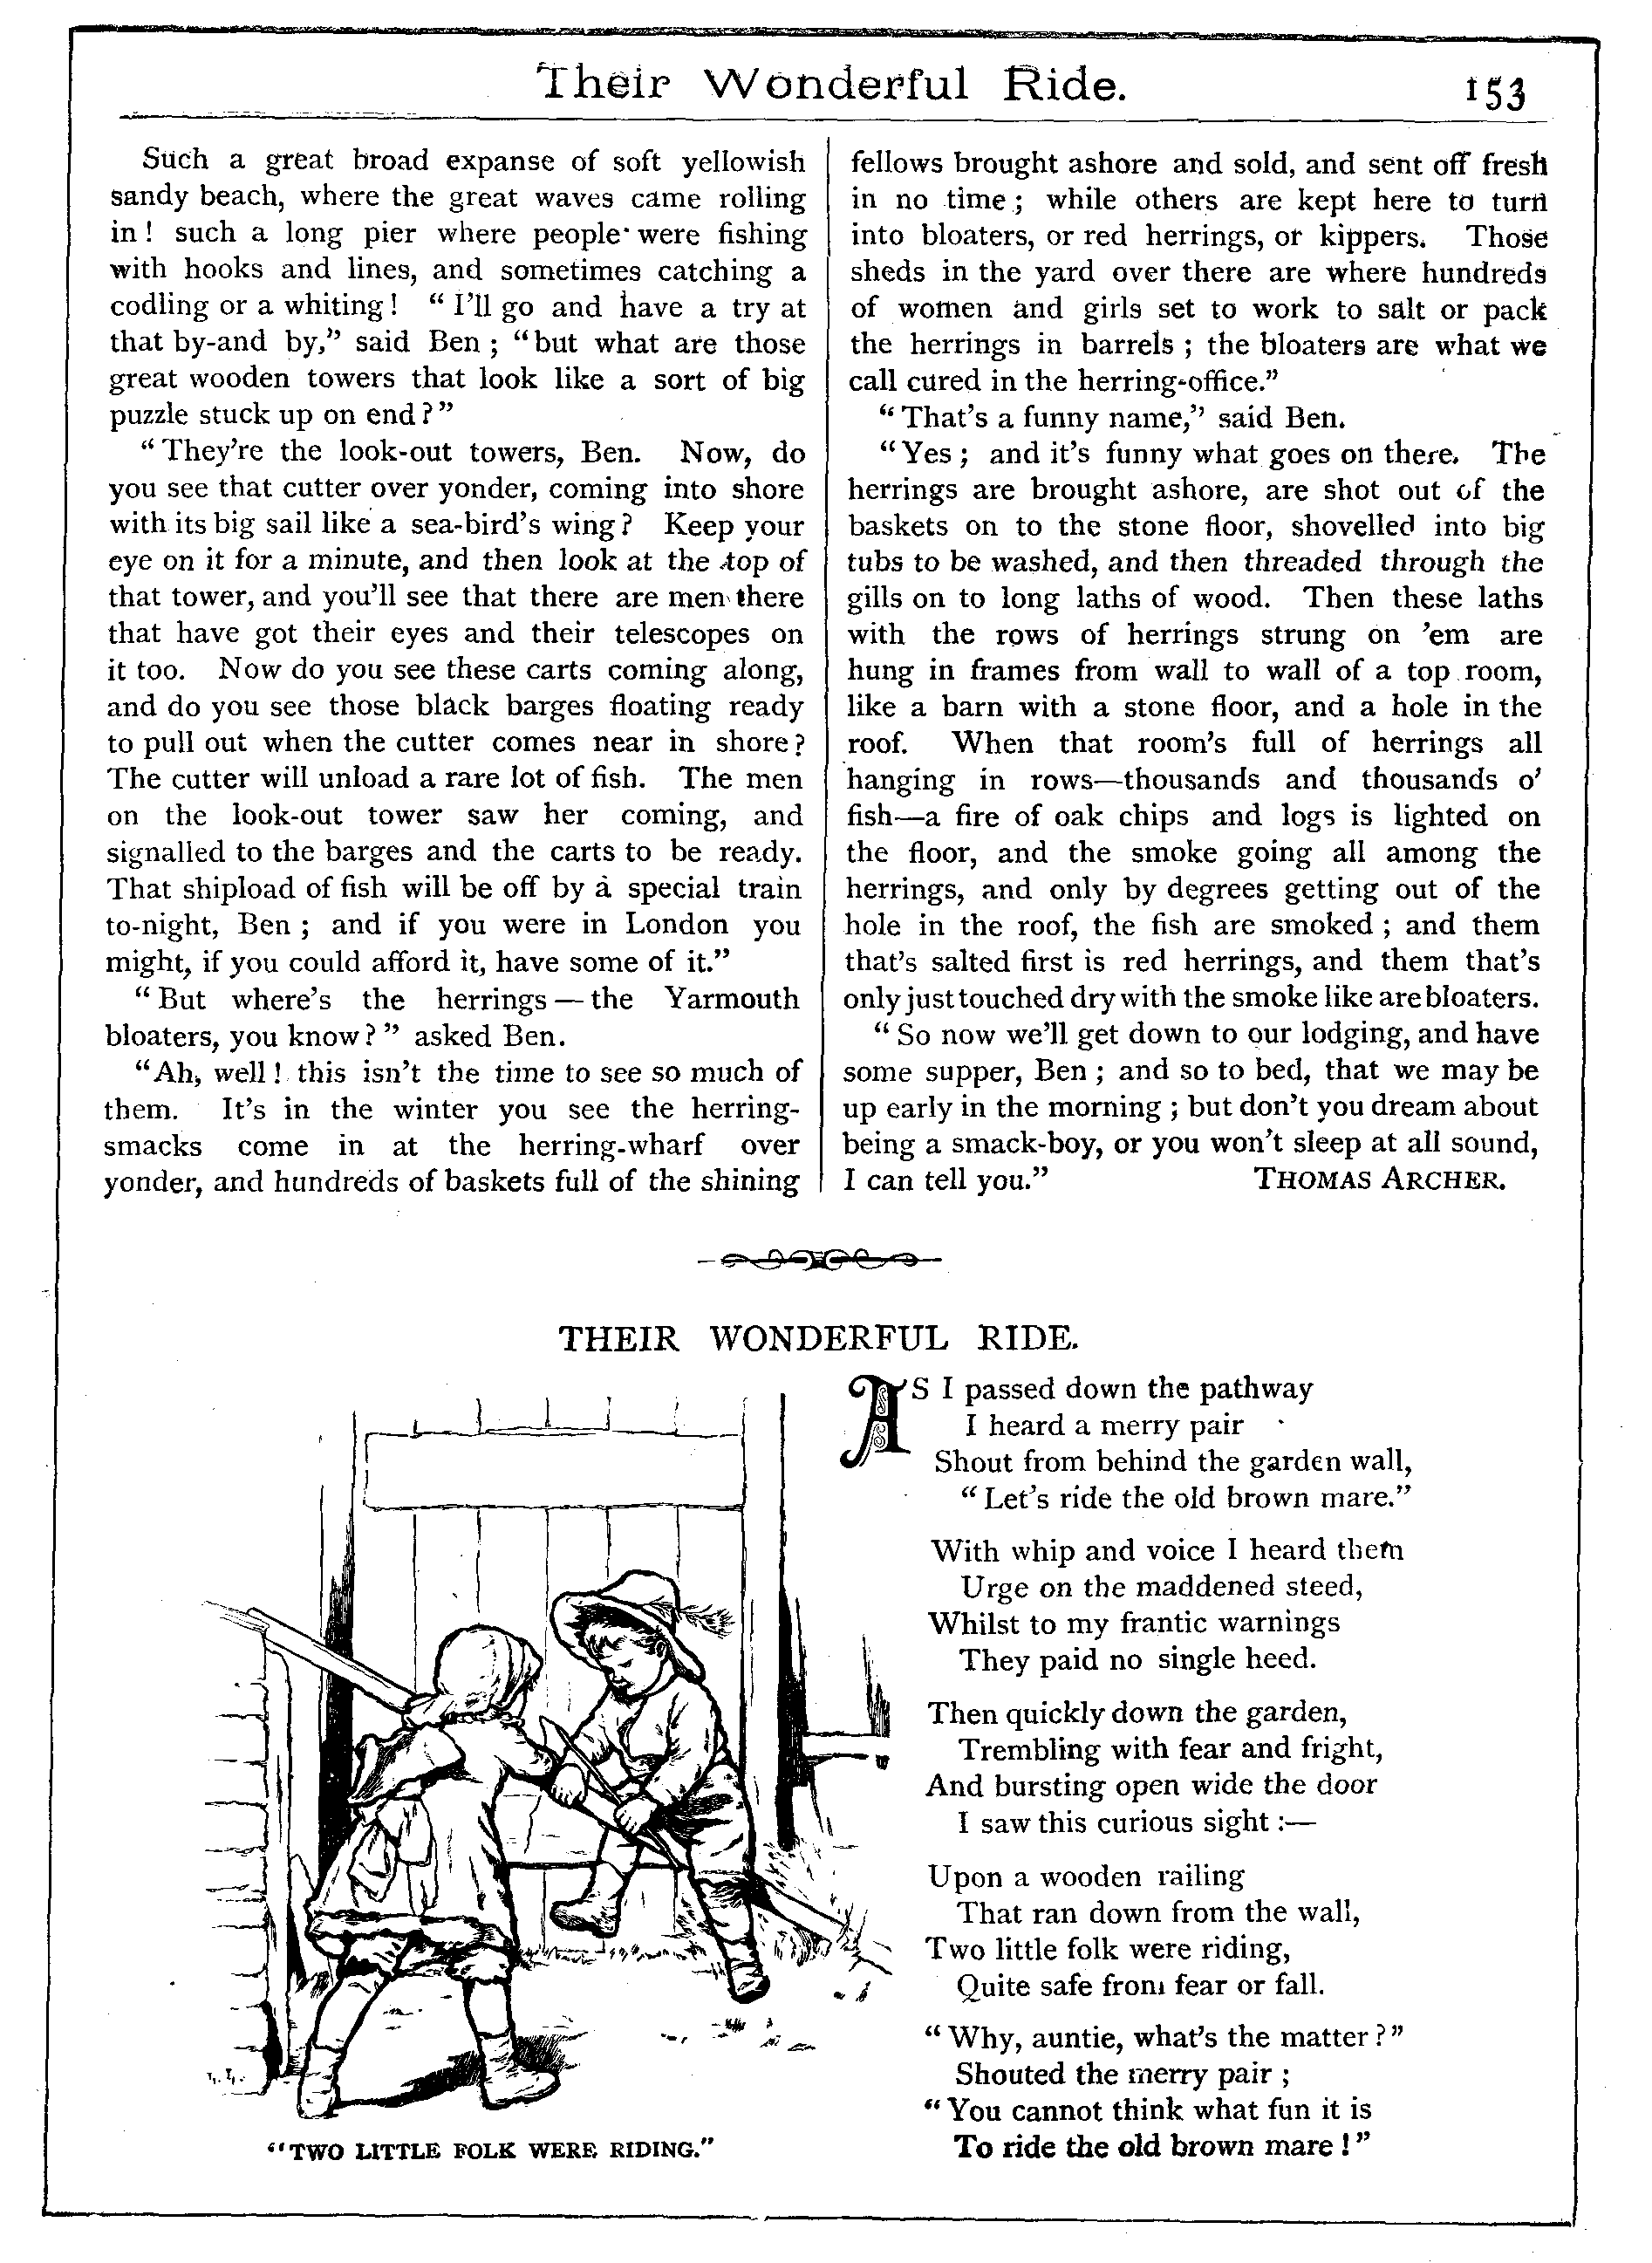 Their Wonderful Ride.
153
Such a great broad expanse of soft yellowish
sandy beach, where the great waves came rolling
in! such a long pier where people were fishing
with hooks and lines, and sometimes catching a
codling or a whiting! "I'll go and have a try at
that by-and by," said Ben; "but what are those
great wooden towers that look like a sort of big
puzzle stuck up on end?"
"They're the look-out towers, Ben. Now, do
you see that cutter over yonder, coming into shore
with its big sail like a sea-bird's wing? Keep your
eye on it for a minute, and then look at the top of
that tower, and you'll see that there are men there
that have got their eyes and their telescopes on
it too. Now do you see these carts coming along,
and do you see those black barges floating ready
to pull out when the cutter comes near in shore?
The cutter will unload a rare lot of fish. The men
on the look-out tower saw her coming, and
signalled to the barges and the carts to be ready.
That shipload of fish will be off by a special train
to-night, Ben; and if you were in London you
might, if you could afford it, have some of it."
"But where's the herrings — the Yarmouth
bloaters, you know?" asked Ben.
"Ah, well! this isn't the time to see so much of
them. It's in the winter you see the herring-
smacks come in at the herring-wharf over
yonder, and hundreds of baskets full of the shining
fellows brought ashore and sold, and sent off fresh
in no time; while others are kept here to turn
into bloaters, or red herrings, or kippers. Those
sheds in the yard over there are where hundreds
of women and girls set to work to salt or pack
the herrings in barrels; the bloaters are what we
call cured in the herring-office."
"That's a funny name," said Ben.
"Yes; and it's funny what goes on there. The
herrings are brought ashore, are shot out of the
baskets on to the stone floor, shovelled into big
tubs to be washed, and then threaded through the
gills on to long laths of wood. Then these laths
with the rows of herrings strung on 'em are
hung in frames from wall to wall of a top room,
like a barn with a stone floor, and a hole in the
roof. When that room's full of herrings all
hanging in rows—thousands and thousands o'
fish—a fire of oak chips and logs is lighted on
the floor, and the smoke going all among the
herrings, and only by degrees getting out of the
hole in the roof, the fish are smoked; and them
that's salted first is red herrings, and them that's
only just touched dry with the smoke like are bloaters.
"So now we'll get down to our lodging, and have
some supper, Ben; and so to bed, that we may be
up early in the morning; but don't you dream about
being a smack-boy, or you won't sleep at all sound,
I can tell you." THOMAS ARCHER.
THEIR WONDERFUL RIDE.
AS I passed down the pathway
I heard a merry pair
Shout from behind the garden wall,
"Let's ride the old brown mare."
With whip and voice I heard them
Urge on the maddened steed,
Whilst to my frantic warnings
They paid no single heed.
Then quickly down the garden,
Trembling with fear and fright,
And bursting open wide the door
I saw this curious sight:—
Upon a wooden railing
That ran down from the wall,
Two little folk were riding,
Quite safe from fear or fall.
"Why, auntie, what's the matter?"
Shouted the merry pair;
"You cannot think what fun it is
To ride the old brown mare!"
"TWO LITTLE FOLK WERE RIDING."